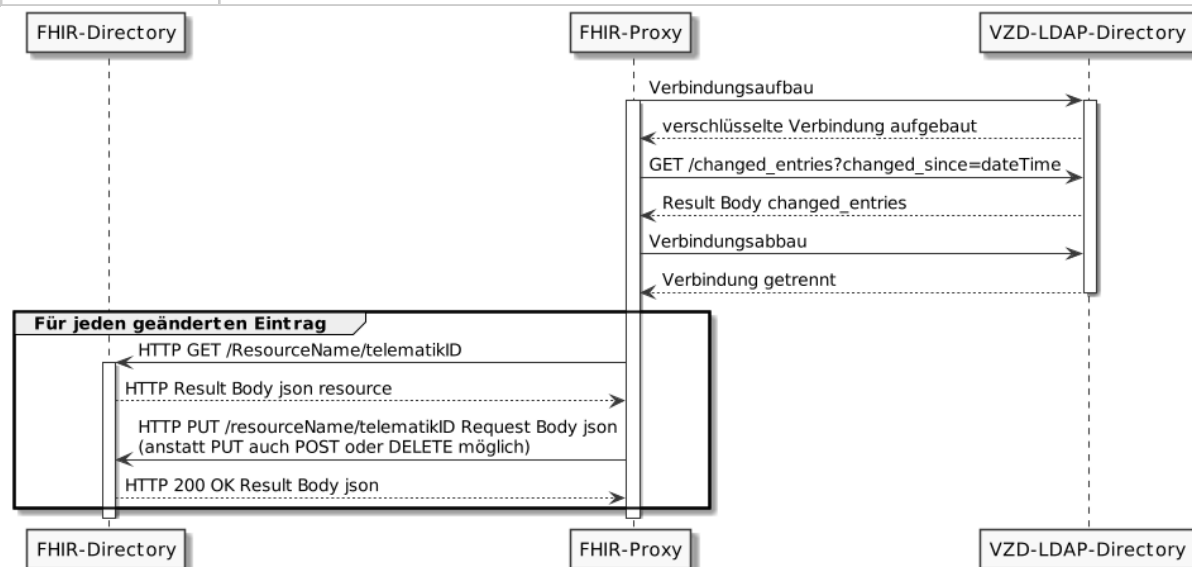 FHIR-Directory
FHIR-Proxy
VZD-LDAP-Directory
Verbindungsaufbau
verschlüsselte Verbindung aufgebaut
GET /changed_entries?changed_since=dateTime
Result Body changed_entries
Verbindungsabbau
Verbindung getrennt
Für jeden geänderten Eintrag
HTTP GET /ResourceName/telematikID
HTTP Result Body json resource
HTTP PUT /resourceName/telematikID Request Body json
(anstatt PUT auch POST oder DELETE möglich)
HTTP 200 OK Result Body json
FHIR-Directory
FHIR-Proxy
VZD-LDAP-Directory